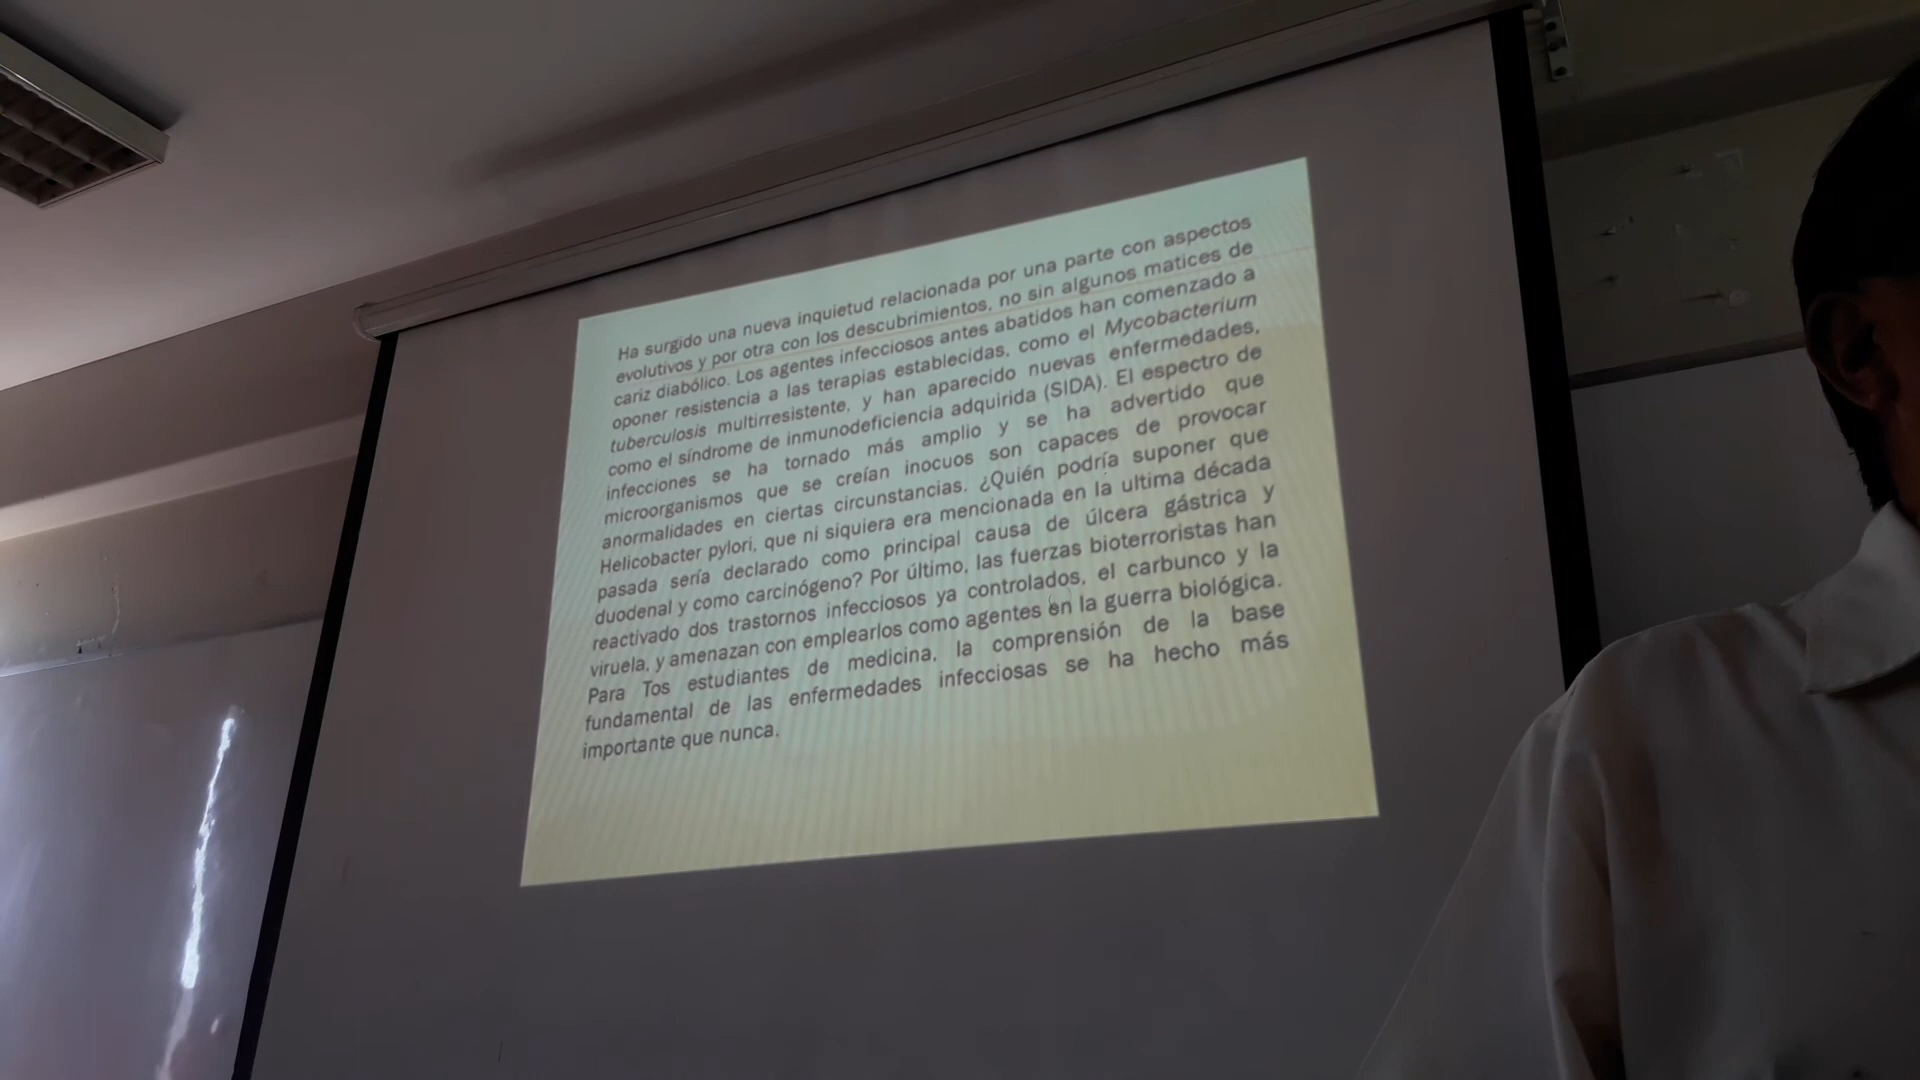 Ha surgido una nueva inquietud relacionada por una parte con aspectos
evolutivos y por otra con los descubrimientos, no sin algunos matices de
cariz diabólico. Los agentes infecciosos antes abatidos han comenzado a
oponer resistencia a las terapias establecidas, como el Mycobacterium
tuberculosis multirresistente, y han aparecido nuevas enfermedades,
como el síndrome de inmunodeficiencia adquirida (SIDA). El espectro de
infecciones se ha tornado más amplio y se ha advertido que
microorganismos que se creían inocuos son capaces de provocar
anormalidades en ciertas circunstancias. ¿Quién podría suponer que
Helicobacter pylori, que ni siquiera era mencionada en la ultima década
pasada sería declarado como principal causa de úlcera gástrica y
duodenal y como carcinógeno? Por último, las fuerzas bioterroristas han
reactivado dos trastornos infecciosos ya controlados, el carbunco y la
viruela, y amenazan con emplearlos como agentes en la guerra biológica.
Para Tos estudiantes de medicina, la comprensión de la base
fundamental de las enfermedades infecciosas se ha hecho más
importante que nunca.